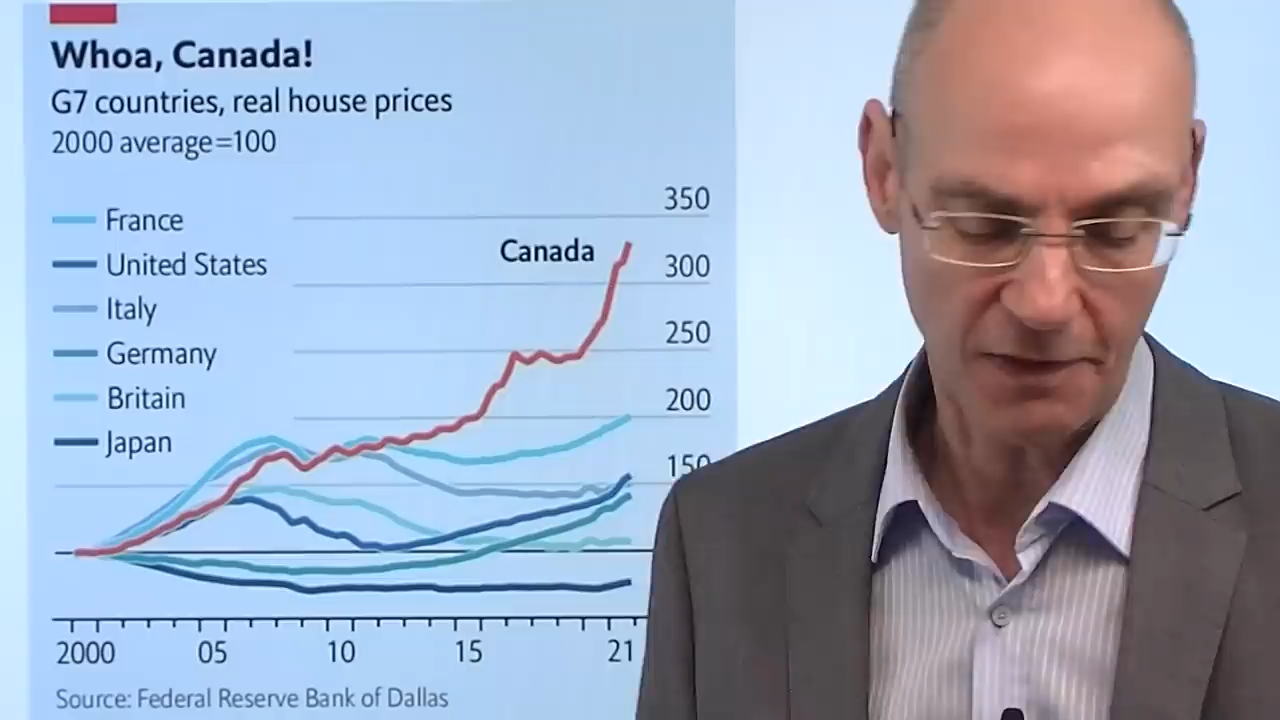 Whoa, Canada!
G7 countries, real house prices
2000 average=100
France
United States
Italy
Germany
Britain
Japan
Canada
350
300
250
200
150
2000 05 10 15 21
Source: Federal Reserve Bank of Dallas